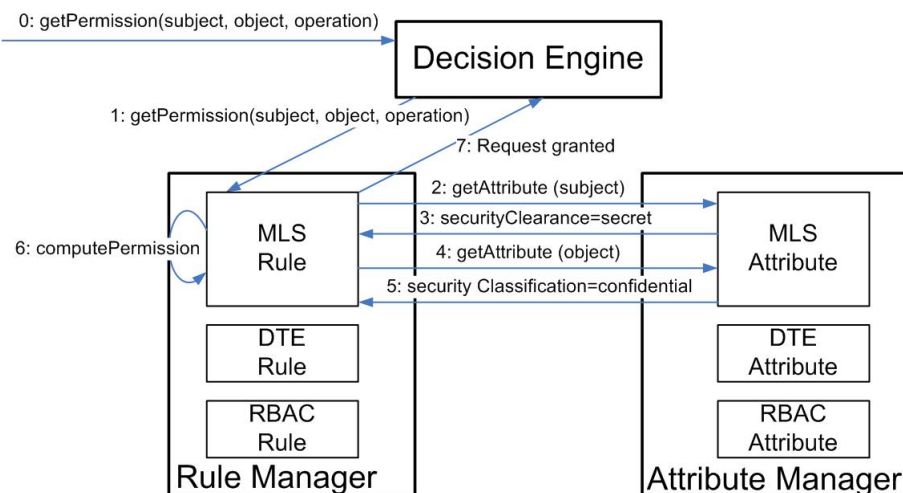 0: getPermission(subject, object, operation)
Decision Engine
1: getPermission(subject, object, operation)
7: Request granted
2: getAttribute (subject)
3: securityClearance=secret
MLS
Rule
MLS
Attribute
6: computePermission
4: getAttribute (object)
5: security Classification=confidential
DTE
Rule
DTE
Attribute
RBAC
Rule
RBAC
Attribute
Rule Manager
Attribute Manager